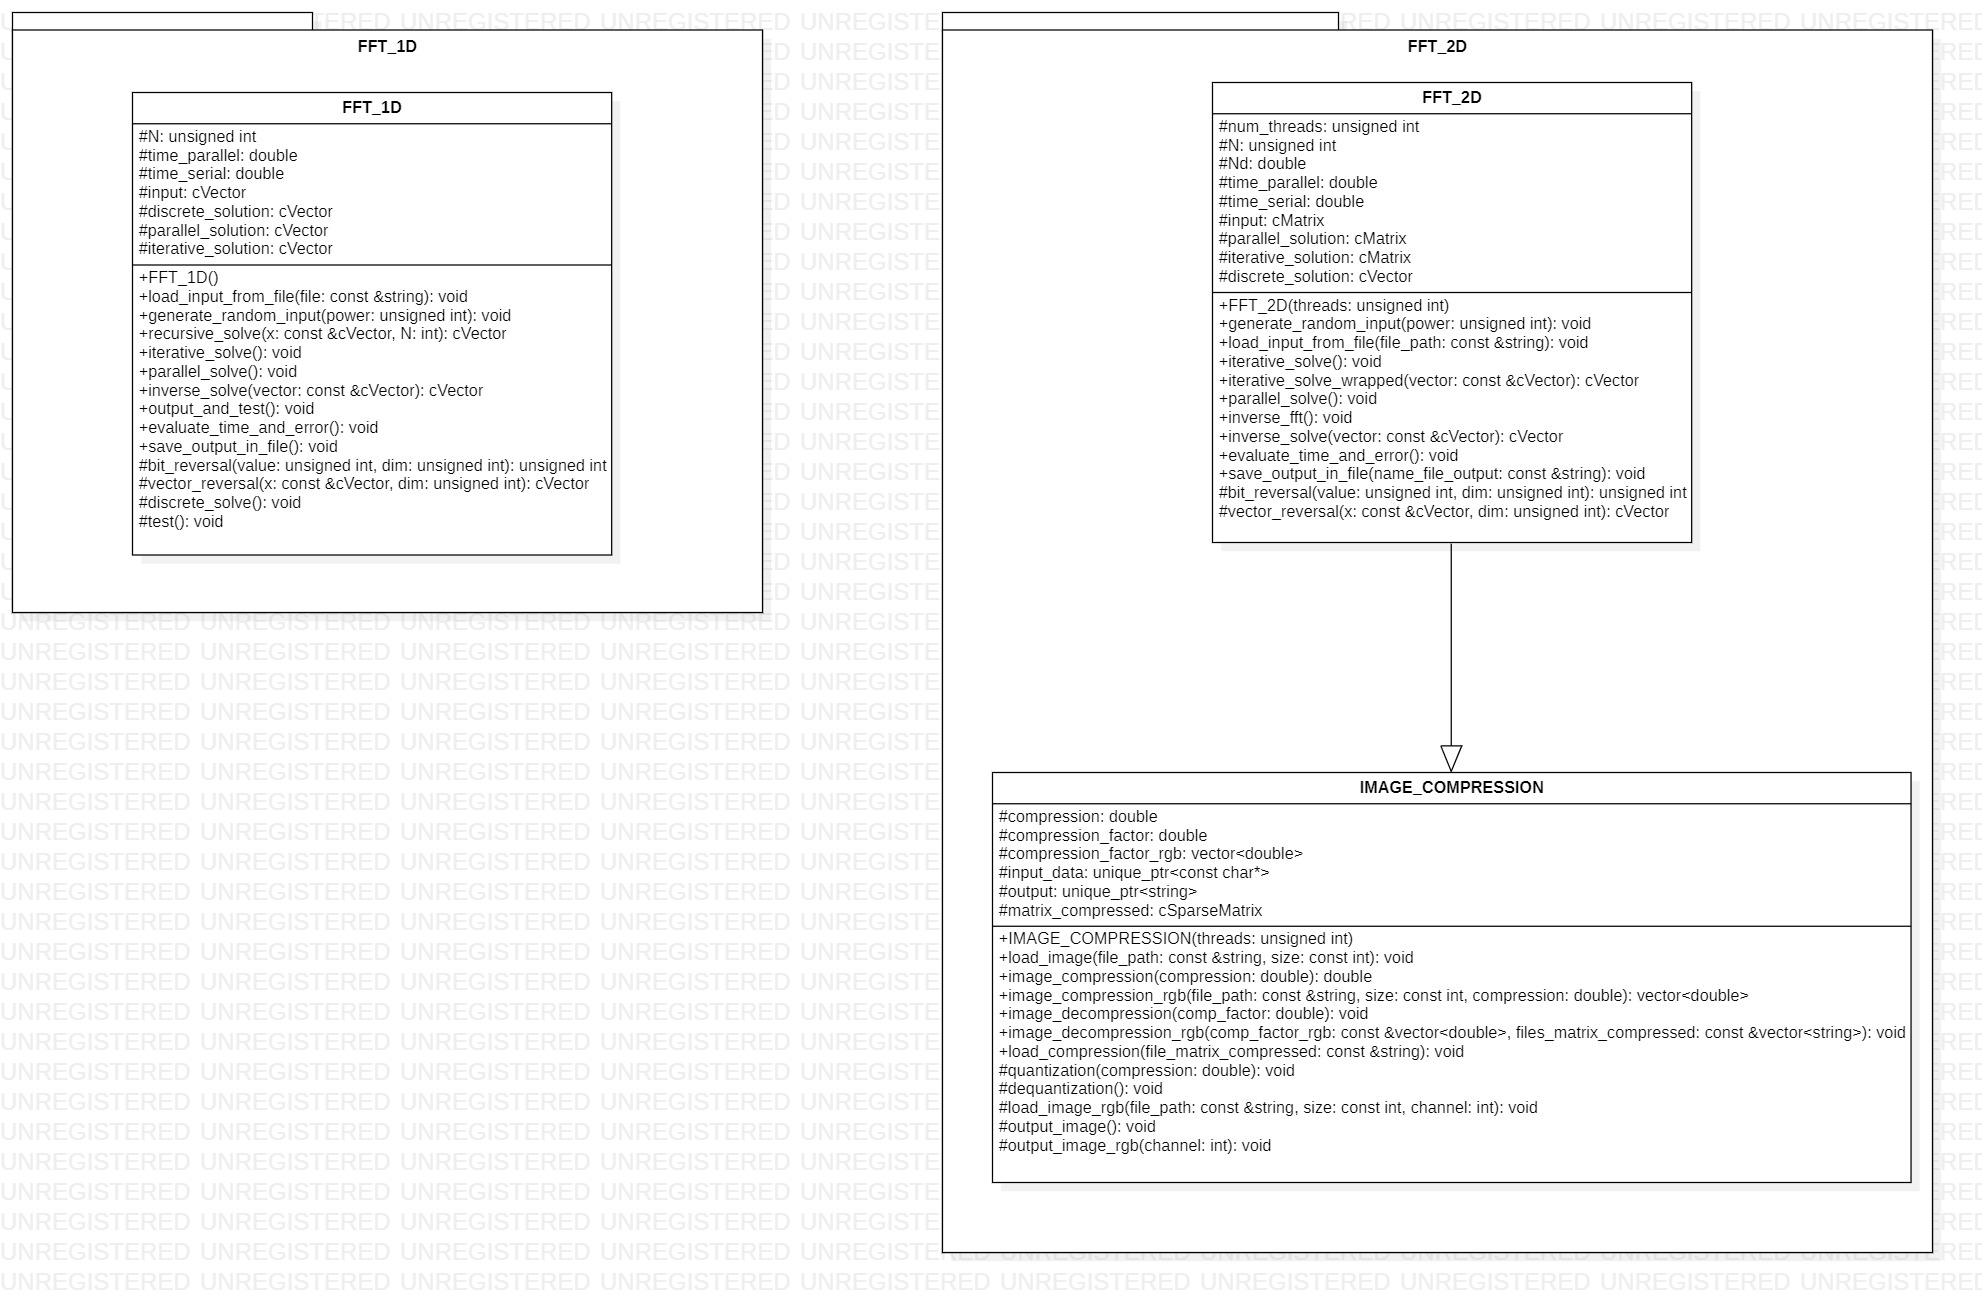 FFT_1D
FFT_1D
#N: unsigned int
#time_parallel: double
#time_serial: double
#input: cVector
#discrete_solution: cVector
#parallel_solution: cVector
#iterative_solution: cVector
+FFT_1D()
+load_input_from_file(file: const &string): void
+generate_random_input(power: unsigned int): void
+recursive_solve(x: const &cVector, N: int): cVector
+iterative_solve(): void
+parallel_solve(): void
+inverse_solve(vector: const &cVector): cVector
+output_and_test(): void
+evaluate_time_and_error(): void
+save_output_in_file(): void
#bit_reversal(value: unsigned int, dim: unsigned int): unsigned int
#vector_reversal(x: const &cVector, dim: unsigned int): cVector
#discrete_solve(): void
#test(): void
FFT_2D
FFT_2D
#num_threads: unsigned int
#N: unsigned int
#Nd: double
#time_parallel: double
#time_serial: double
#input: cMatrix
#parallel_solution: cMatrix
#iterative_solution: cMatrix
#discrete_solution: cVector
+FFT_2D(threads: unsigned int)
+generate_random_input(power: unsigned int): void
+load_input_from_file(file_path: const &string): void
+iterative_solve(): void
+iterative_solve_wrapped(vector: const &cVector): cVector
+parallel_solve(): void
+inverse_fft(): void
+inverse_solve(vector: const &cVector): cVector
+evaluate_time_and_error(): void
+save_output_in_file(name_file_output: const &string): void
#bit_reversal(value: unsigned int, dim: unsigned int): unsigned int
#vector_reversal(x: const &cVector, dim: unsigned int): cVector
IMAGE_COMPRESSION
#compression: double
#compression_factor: double
#compression_factor_rgb: vector<double>
#input_data: unique_ptr<const char*>
#output: unique_ptr<string>
#matrix_compressed: cSparseMatrix
+IMAGE_COMPRESSION(threads: unsigned int)
+load_image(file_path: const &string, size: const int): void
+image_compression(compression: double): double
+image_compression_rgb(file_path: const &string, size: const int, compression: double): vector<double>
+image_decompression(comp_factor: double): void
+image_decompression_rgb(comp_factor_rgb: const &vector<double>, files_matrix_compressed: const &vector<string>): void
+load_compression(file_matrix_compressed: const &string): void
#quantization(compression: double): void
#dequantization(): void
#load_image_rgb(file_path: const &string, size: const int, channel: int): void
#output_image(): void
#output_image_rgb(channel: int): void